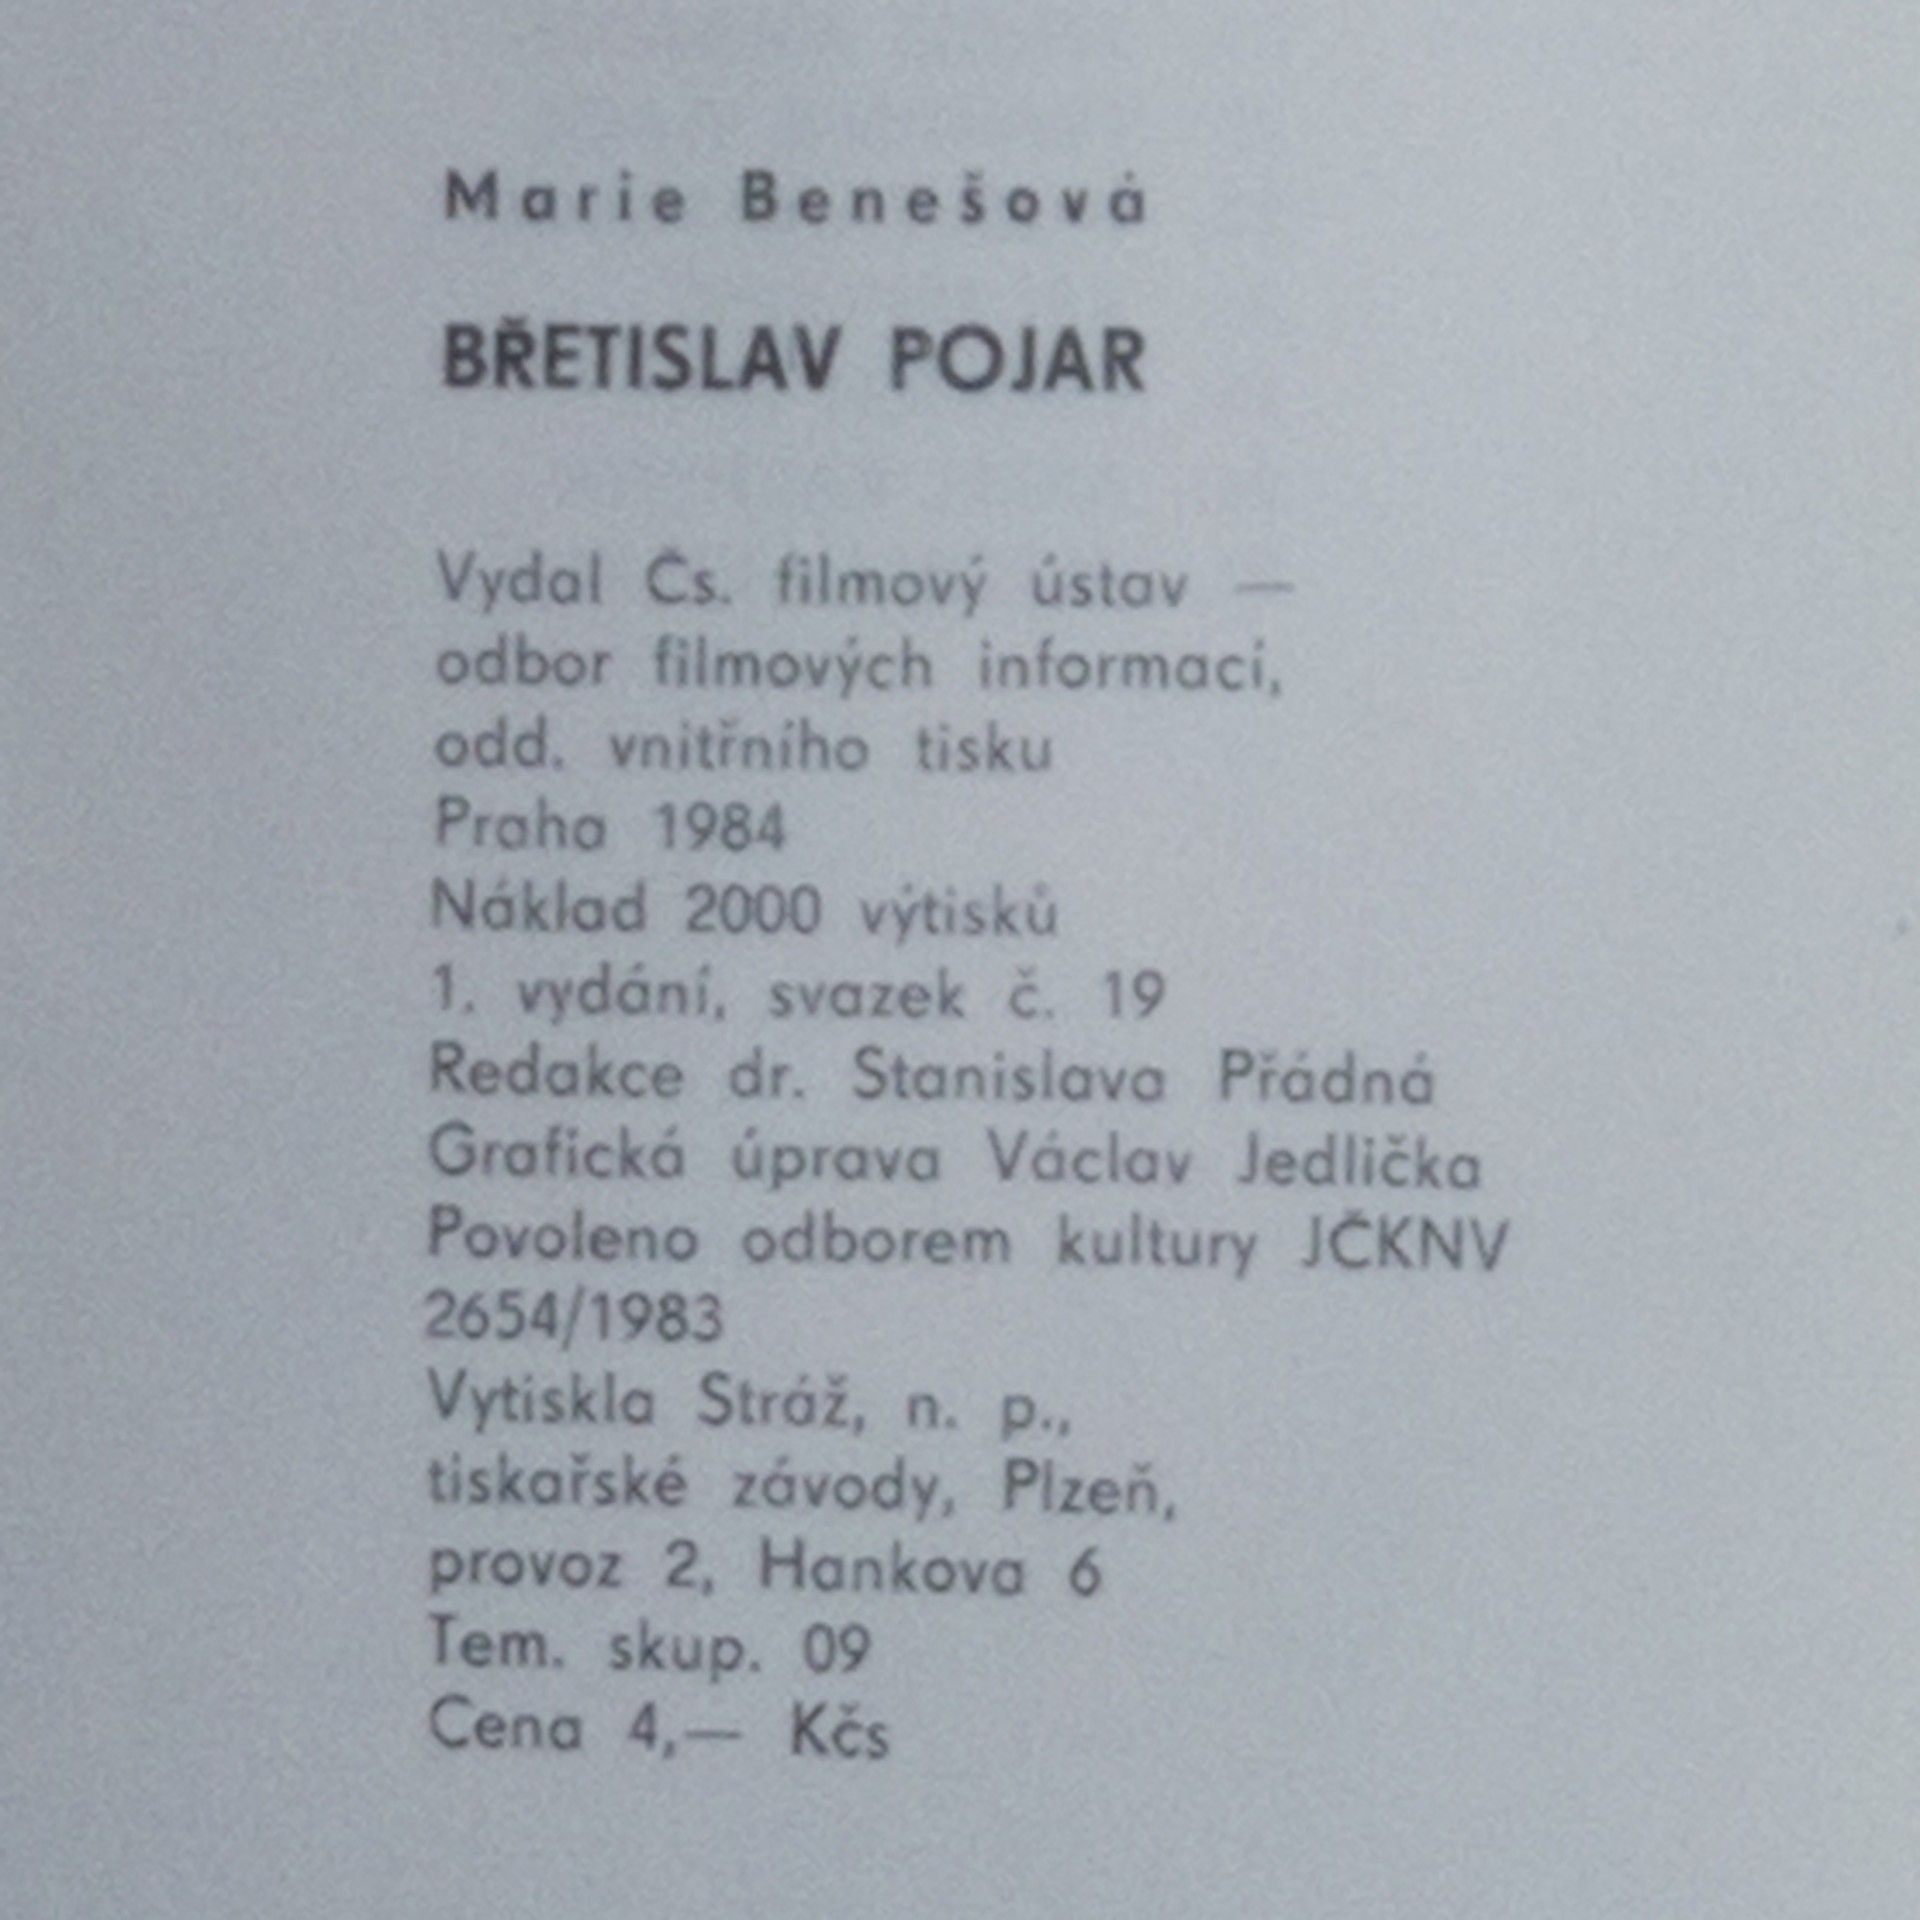 Marie Benešová
BŘETISLAV POJAR
Vydal Čs. filmový ústav —
odbor filmových informací,
odd. vnitřního tisku
Praha 1984
Náklad 2000 výtisků
1. vydání, svazek č. 19
Redakce dr. Stanislava Přádná
Grafická úprava Václav Jedlička
Povoleno odborem kultury JČKNV
2654/1983
Vytiskla Stráž, n. p.,
tiskařské závody, Plzeň,
provoz 2, Hankova 6
Tem. skup. 09
Cena 4,— Kčs